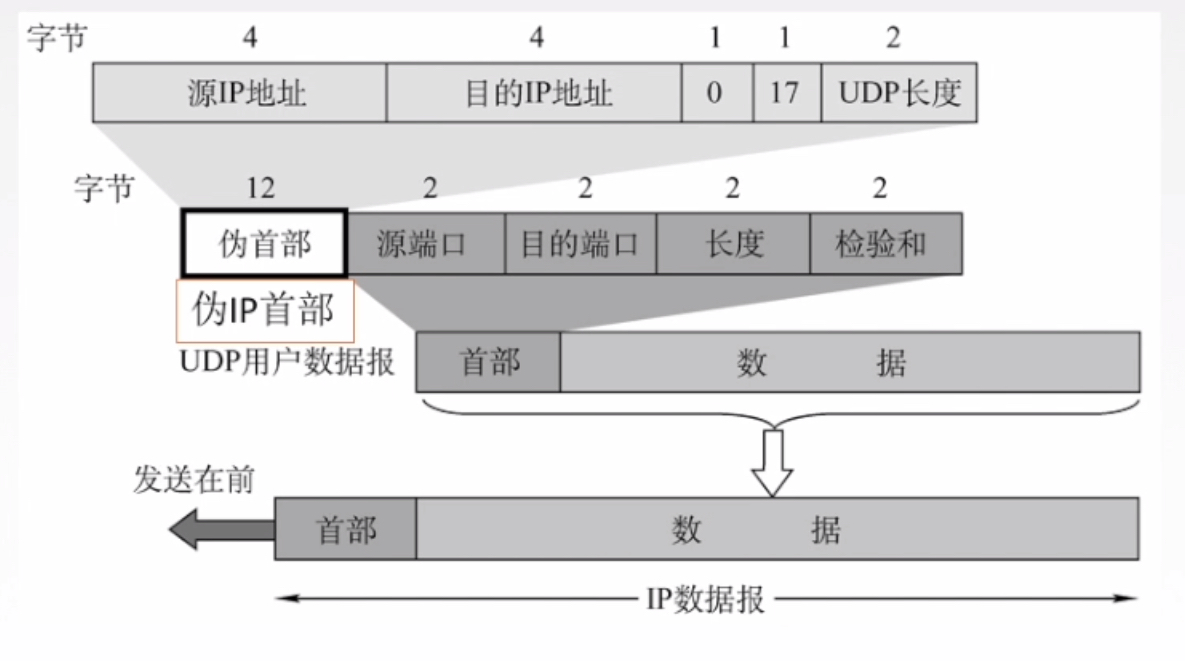 字节 4 4 1 1 2
源IP地址 目的IP地址 0 17 UDP长度
字节 12 2 2 2 2
伪首部 源端口 目的端口 长度 检验和
伪IP首部
UDP用户数据报 首部 数 据
发送在前
首部 数 据
IP数据报